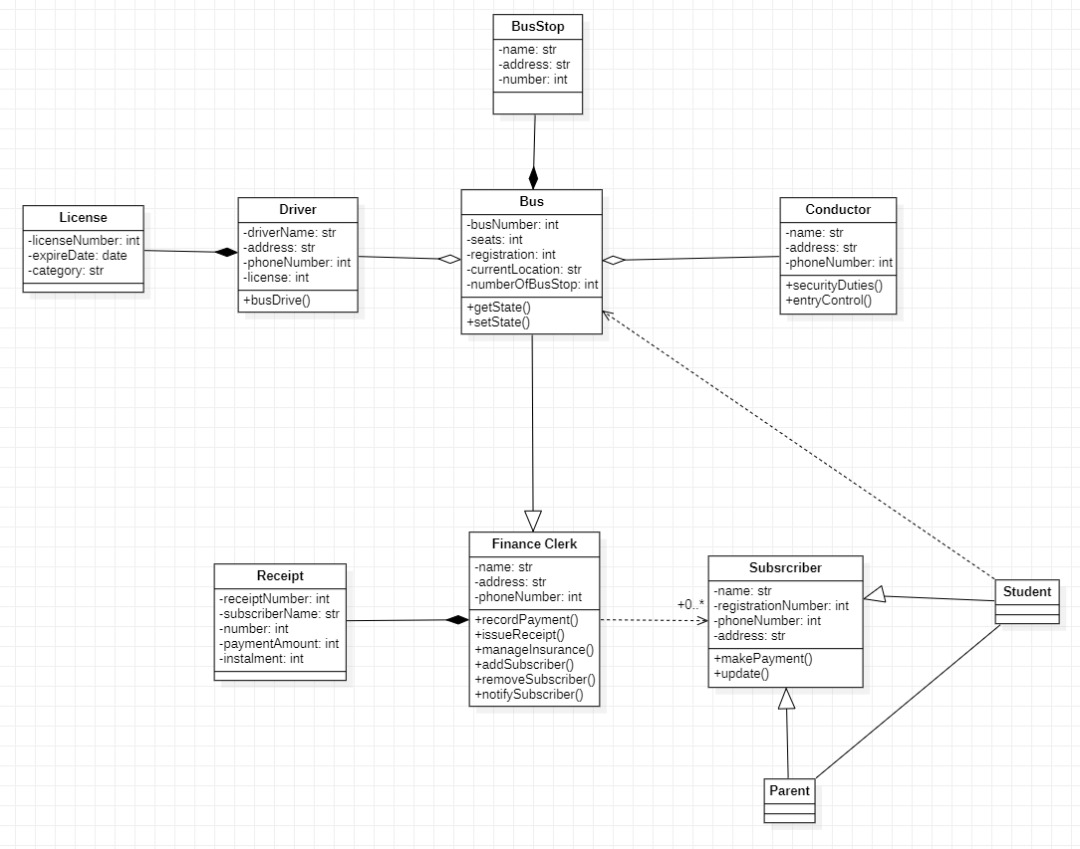 BusStop
-name: str
-address: str
-number: int
License
-licenseNumber: int
-expireDate: date
-category: str
Driver
-driverName: str
-address: str
-phoneNumber: int
-license: int
+busDrive()
Bus
-busNumber: int
-seats: int
-registration: int
-currentLocation: str
-numberOfBusStop: int
+getState()
+setState()
Conductor
-name: str
-address: str
-phoneNumber: int
+securityDuties()
+entryControl()
Receipt
-receiptNumber: int
-subscriberName: str
-number: int
-paymentAmount: int
-instalment: int
Finance Clerk
-name: str
-address: str
-phoneNumber: int
+recordPayment()
+issueReceipt()
+manageInsurance()
+addSubscriber()
+removeSubscriber()
+notifySubscriber()
+0..*
Subsrcriber
-name: str
-registrationNumber: int
-phoneNumber: int
-address: str
+makePayment()
+update()
Student
Parent